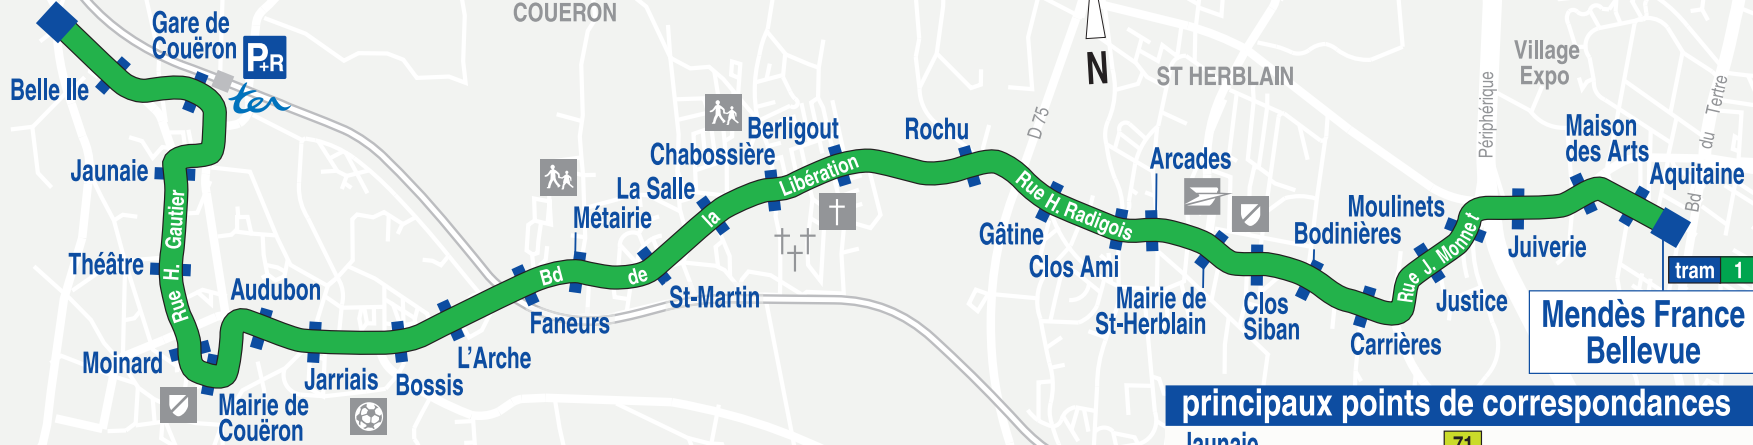 COUERON
Gare de
Couëron
P+R
ter
Belle Ile
Jaunaie
Rue H. Gautier
Théâtre
Moinard
Mairie de
Couëron
Audubon
Jarriais
Bossis
L'Arche
Faneurs
Métairie
Bd de la Libération
St-Martin
La Salle
Chabossière
Berligout
Rochu
D 75
N
ST HERBLAIN
Rue H. Radigois
Gâtine
Clos Ami
Arcades
Mairie de
St-Herblain
Clos
Siban
Bodinières
Carrières
Rue J. Monnet
Moulinets
Justice
Périphérique
Village
Expo
Juiverie
Maison
des Arts
Aquitaine
Bd du Tertre
tram 1
Mendès France
Bellevue
principaux points de correspondances
Jaunaie 71